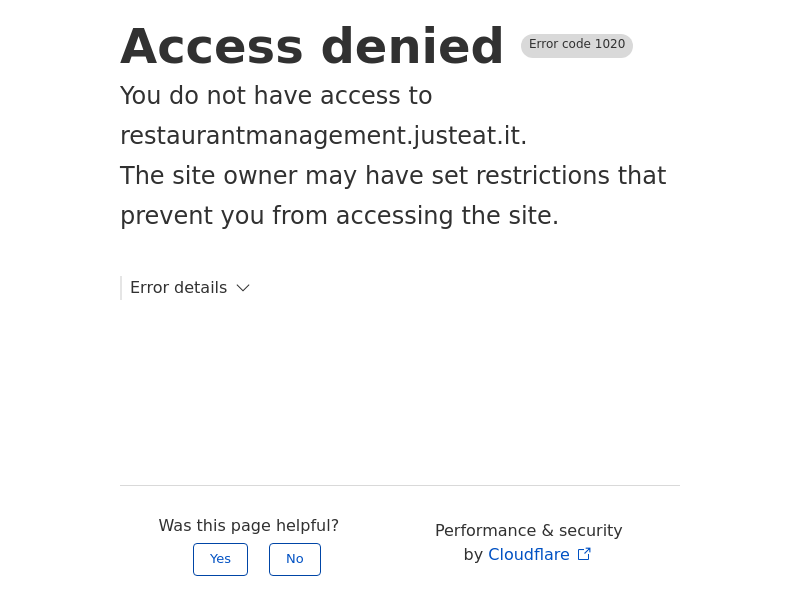 Access denied Error code 1020
You do not have access to
restaurantmanagement.justeat.it.
The site owner may have set restrictions that
prevent you from accessing the site.
Error details
Was this page helpful?
Yes No
Performance & security
by Cloudflare